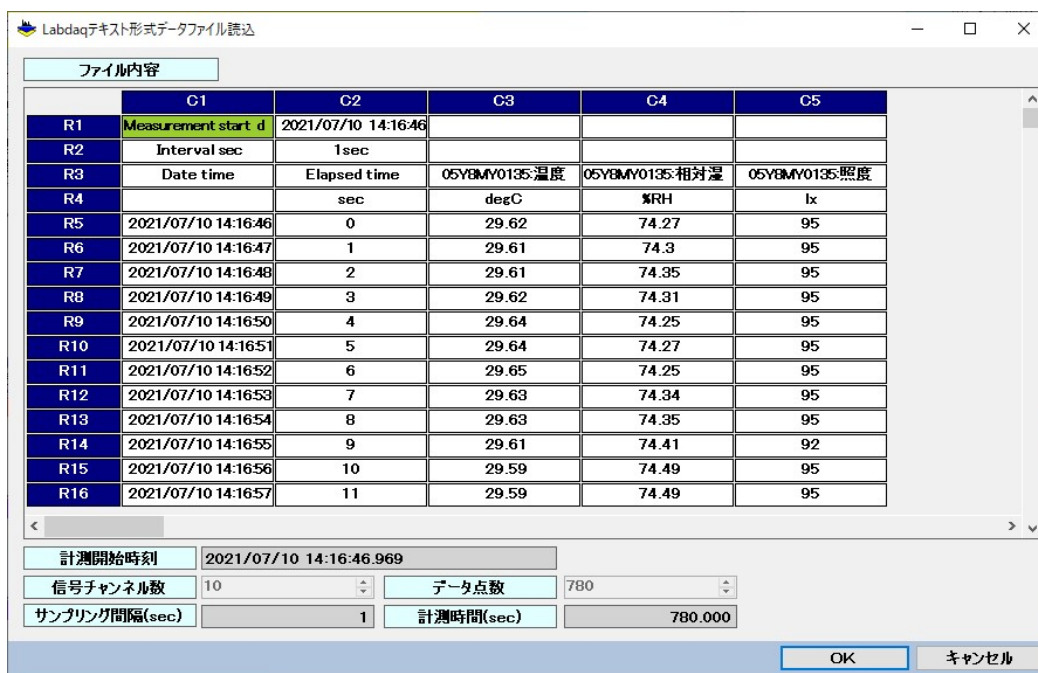 Labdaqテキスト形式データファイル読込
ファイル内容
C1 C2 C3 C4 C5
R1 Measurement start d 2021/07/10 14:16:46
R2 Interval sec 1sec
R3 Date time Elapsed time 05Y8MY0135:温度 05Y8MY0135:相対湿 05Y8MY0135:照度
R4 sec degC %RH lx
R5 2021/07/10 14:16:46 0 29.62 74.27 95
R6 2021/07/10 14:16:47 1 29.61 74.3 95
R7 2021/07/10 14:16:48 2 29.61 74.35 95
R8 2021/07/10 14:16:49 3 29.62 74.31 95
R9 2021/07/10 14:16:50 4 29.64 74.25 95
R10 2021/07/10 14:16:51 5 29.64 74.27 95
R11 2021/07/10 14:16:52 6 29.65 74.25 95
R12 2021/07/10 14:16:53 7 29.63 74.34 95
R13 2021/07/10 14:16:54 8 29.63 74.35 95
R14 2021/07/10 14:16:55 9 29.61 74.41 92
R15 2021/07/10 14:16:56 10 29.59 74.49 95
R16 2021/07/10 14:16:57 11 29.59 74.49 95
計測開始時刻 2021/07/10 14:16:46.969
信号チャンネル数 10 データ点数 780
サンプリング間隔(sec) 1 計測時間(sec) 780.000
OK キャンセル